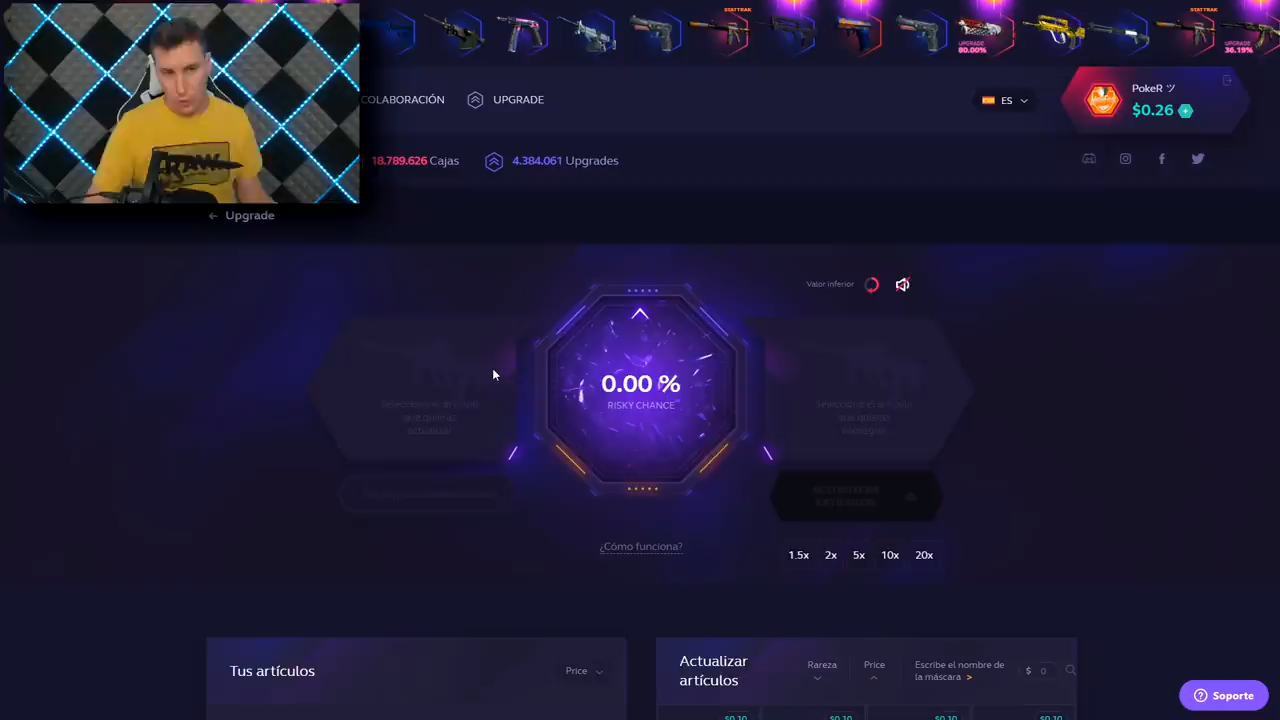 STATTRAK
STATTRAK
UPGRADE
80.00%
UPGRADE
36.19%
COLABORACIÓN
UPGRADE
ES
PokeR ツ
$0.26
18.789.626 Cajas
4.384.061 Upgrades
← Upgrade
RAW
Valor inferior
0.00 %
RISKY CHANCE
¿Cómo funciona?
1.5x
2x
5x
10x
20x
Tus artículos
Price
Actualizar
artículos
Rareza
Price
Escribe el nombre de
la máscara >
$ 0
$0.10
$0.10
$0.10
$0.10
Soporte